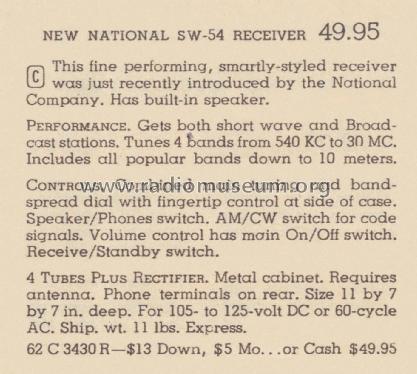 NEW NATIONAL SW-54 RECEIVER 49.95
C This fine performing, smartly-styled receiver
was just recently introduced by the National
Company. Has built-in speaker.
PERFORMANCE. Gets both short wave and Broad-
cast stations. Tunes 4 bands from 540 KC to 30 MC.
Includes all popular bands down to 10 meters.
CONTROLS. Combined main tuning and band-
spread dial with fingertip control at side of case.
Speaker/Phones switch. AM/CW switch for code
signals. Volume control has main On/Off switch.
Receive/Standby switch.
4 TUBES PLUS RECTIFIER. Metal cabinet. Requires
antenna. Phone terminals on rear. Size 11 by 7
by 7 in. deep. For 105- to 125-volt DC or 60-cycle
AC. Ship. wt. 11 lbs. Express.
62 C 3430 R—$13 Down, $5 Mo...or Cash $49.95
www.radiomuseum.org